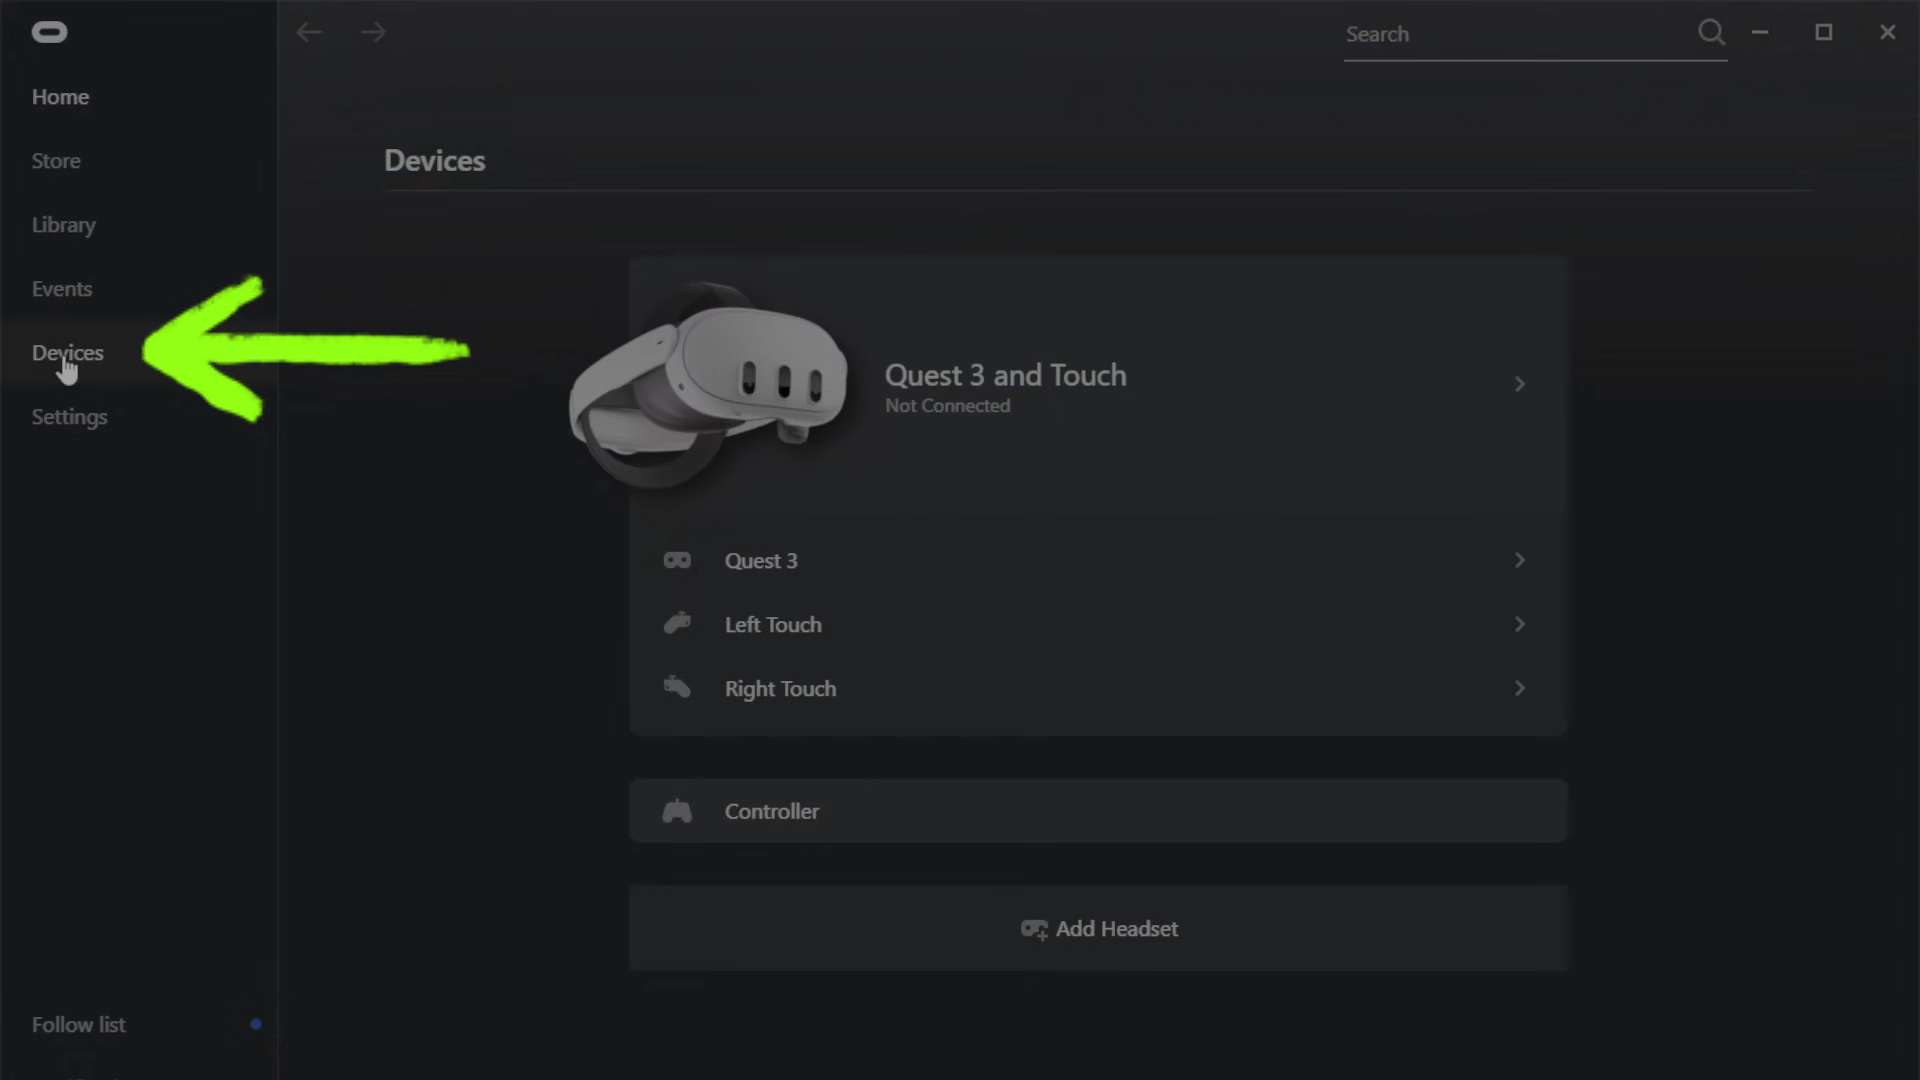 Search
Home
Store
Library
Events
Devices
Settings
Follow list
Devices
Quest 3 and Touch
Not Connected
Quest 3
Left Touch
Right Touch
Controller
Add Headset